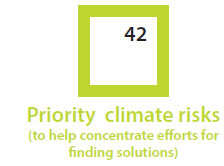 42
Priority climate risks
(to help concentrate efforts for
finding solutions)